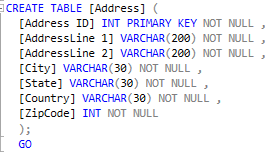 CREATE TABLE [Address] (
[Address ID] INT PRIMARY KEY NOT NULL ,
[AddressLine 1] VARCHAR(200) NOT NULL ,
[AddressLine 2] VARCHAR(200) NOT NULL ,
[City] VARCHAR(30) NOT NULL ,
[State] VARCHAR(30) NOT NULL ,
[Country] VARCHAR(30) NOT NULL ,
[ZipCode] INT NOT NULL
);
GO